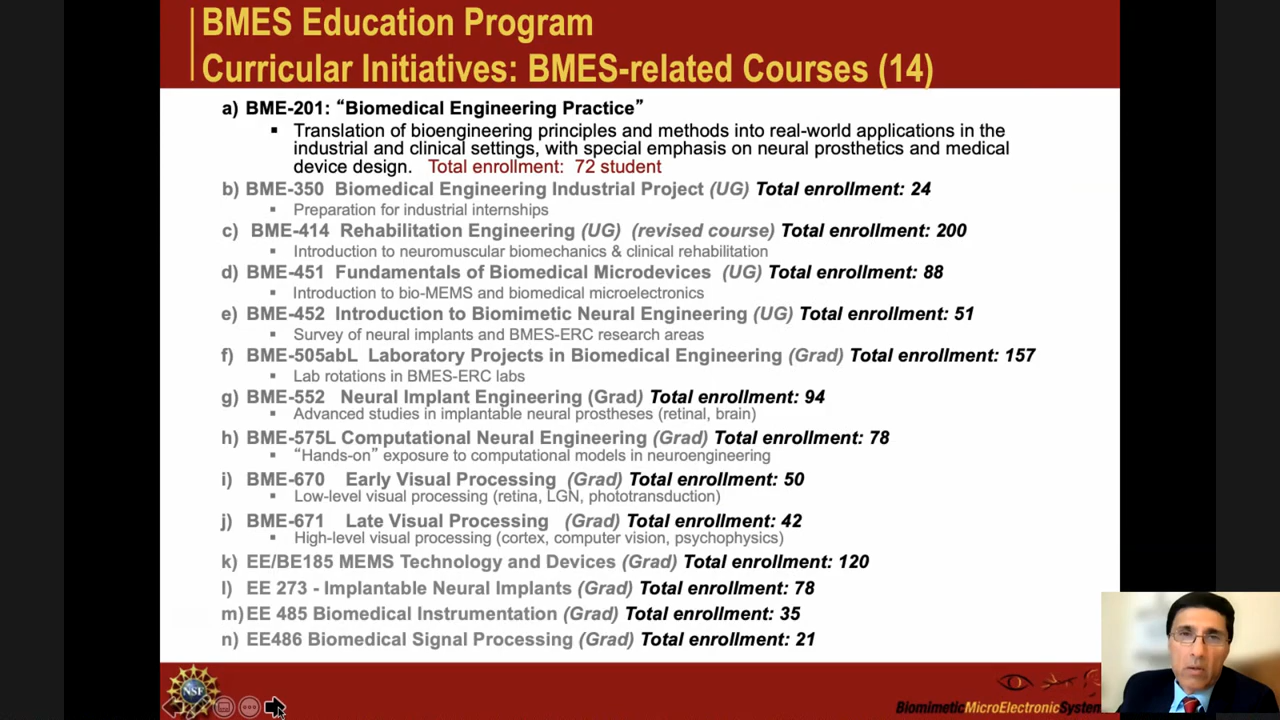 BMES Education Program
Curricular Initiatives: BMES-related Courses (14)
a) BME-201: “Biomedical Engineering Practice”
▪ Translation of bioengineering principles and methods into real-world applications in the
industrial and clinical settings, with special emphasis on neural prosthetics and medical
device design. Total enrollment: 72 student
b) BME-350 Biomedical Engineering Industrial Project (UG) Total enrollment: 24
▪ Preparation for industrial internships
c) BME-414 Rehabilitation Engineering (UG) (revised course) Total enrollment: 200
▪ Introduction to neuromuscular biomechanics & clinical rehabilitation
d) BME-451 Fundamentals of Biomedical Microdevices (UG) Total enrollment: 88
▪ Introduction to bio-MEMS and biomedical microelectronics
e) BME-452 Introduction to Biomimetic Neural Engineering (UG) Total enrollment: 51
▪ Survey of neural implants and BMES-ERC research areas
f) BME-505abL Laboratory Projects in Biomedical Engineering (Grad) Total enrollment: 157
▪ Lab rotations in BMES-ERC labs
g) BME-552 Neural Implant Engineering (Grad) Total enrollment: 94
▪ Advanced studies in implantable neural prostheses (retinal, brain)
h) BME-575L Computational Neural Engineering (Grad) Total enrollment: 78
▪ “Hands-on” exposure to computational models in neuroengineering
i) BME-670 Early Visual Processing (Grad) Total enrollment: 50
▪ Low-level visual processing (retina, LGN, phototransduction)
j) BME-671 Late Visual Processing (Grad) Total enrollment: 42
▪ High-level visual processing (cortex, computer vision, psychophysics)
k) EE/BE185 MEMS Technology and Devices (Grad) Total enrollment: 120
l) EE 273 - Implantable Neural Implants (Grad) Total enrollment: 78
m) EE 485 Biomedical Instrumentation (Grad) Total enrollment: 35
n) EE486 Biomedical Signal Processing (Grad) Total enrollment: 21
NSF
Biomimetic MicroElectronic System